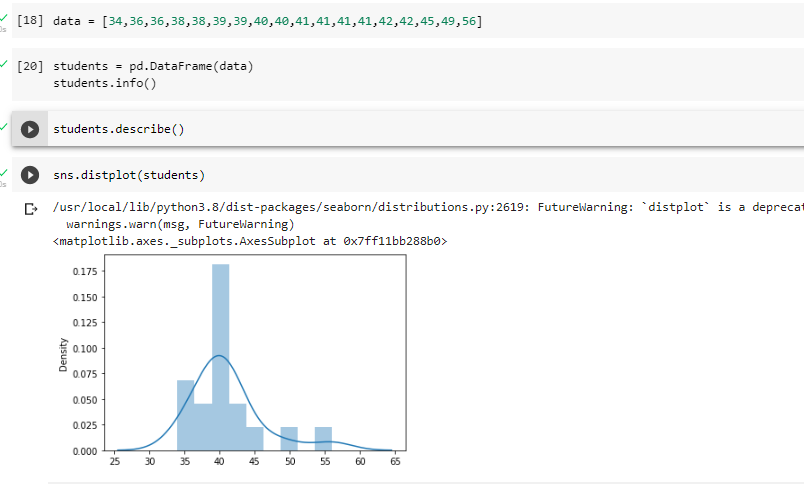 [18] data = [34,36,36,38,38,39,39,40,40,41,41,41,41,42,42,45,49,56]
[20] students = pd.DataFrame(data)
students.info()
students.describe()
sns.distplot(students)
/usr/local/lib/python3.8/dist-packages/seaborn/distributions.py:2619: FutureWarning: `distplot` is a deprecat
warnings.warn(msg, FutureWarning)
<matplotlib.axes._subplots.AxesSubplot at 0x7ff11bb288b0>
0.175
0.150
0.125
0.100
0.075
0.050
0.025
0.000
Density
25 30 35 40 45 50 55 60 65